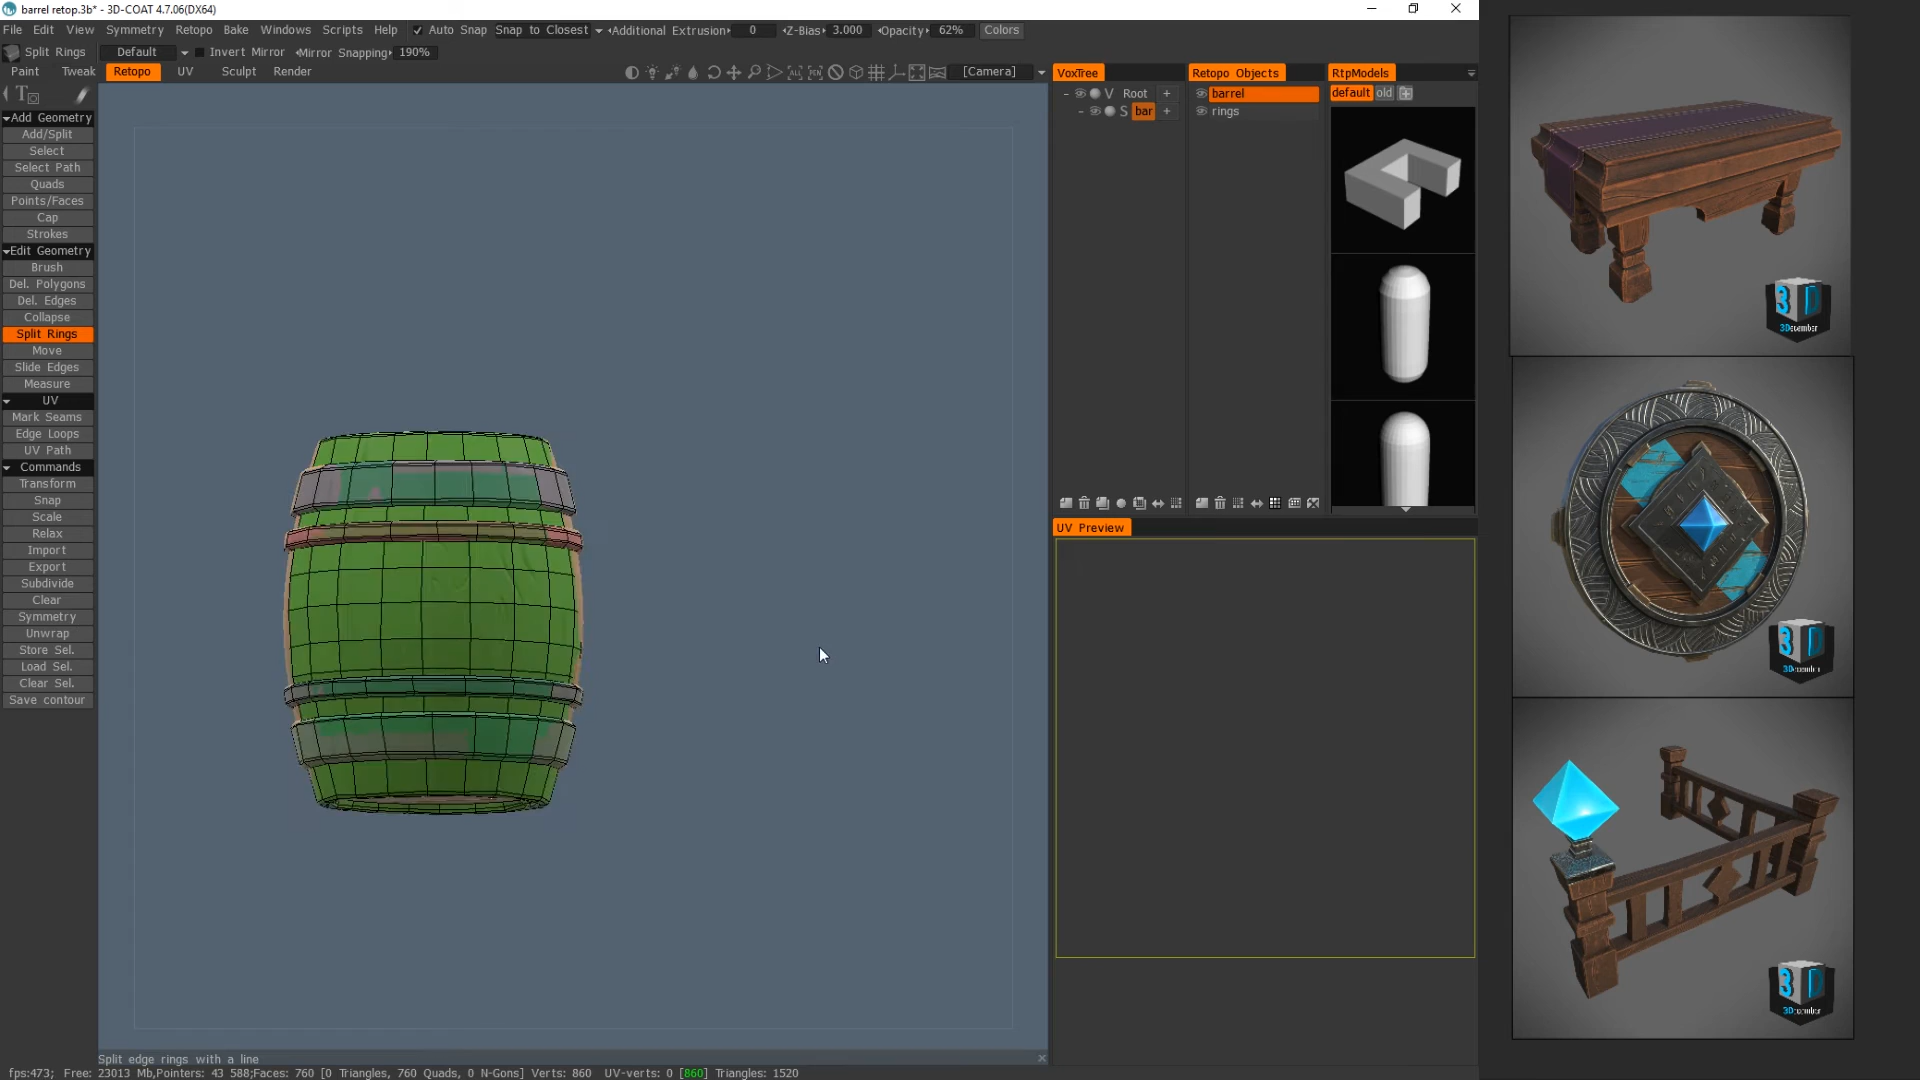 barrel retop.3b* - 3D-COAT 4.7.06(DX64)
File Edit View Symmetry Retopo Bake Windows Scripts Help Auto Snap Snap to Closest Additional Extrusion 0 Z-Bias 3.000 Opacity 62% Colors
Split Rings Default Invert Mirror Mirror Snapping 190%
Paint Tweak Retopo UV Sculpt Render [Camera] VoxTree Retopo Objects RtpModels
V Root + barrel default old
S bar + rings
Add Geometry
Add/Split
Select
Select Path
Quads
Points/Faces
Cap
Strokes
Edit Geometry
Brush
Del. Polygons
Del. Edges
Collapse
Split Rings
Move
Slide Edges
Measure
UV
Mark Seams
Edge Loops
UV Path
Commands
Transform
Snap
Scale
Relax
Import
Export
Subdivide
Clear
Symmetry
Unwrap
Store Sel.
Load Sel.
Clear Sel.
Save contour
UV Preview
3D
3December
3D
3December
3D
3December
Split edge rings with a line
fps:473; Free: 23013 Mb,Pointers: 43 588;Faces: 760 [0 Triangles, 760 Quads, 0 N-Gons] Verts: 860 UV-verts: 0 [860] Triangles: 1520